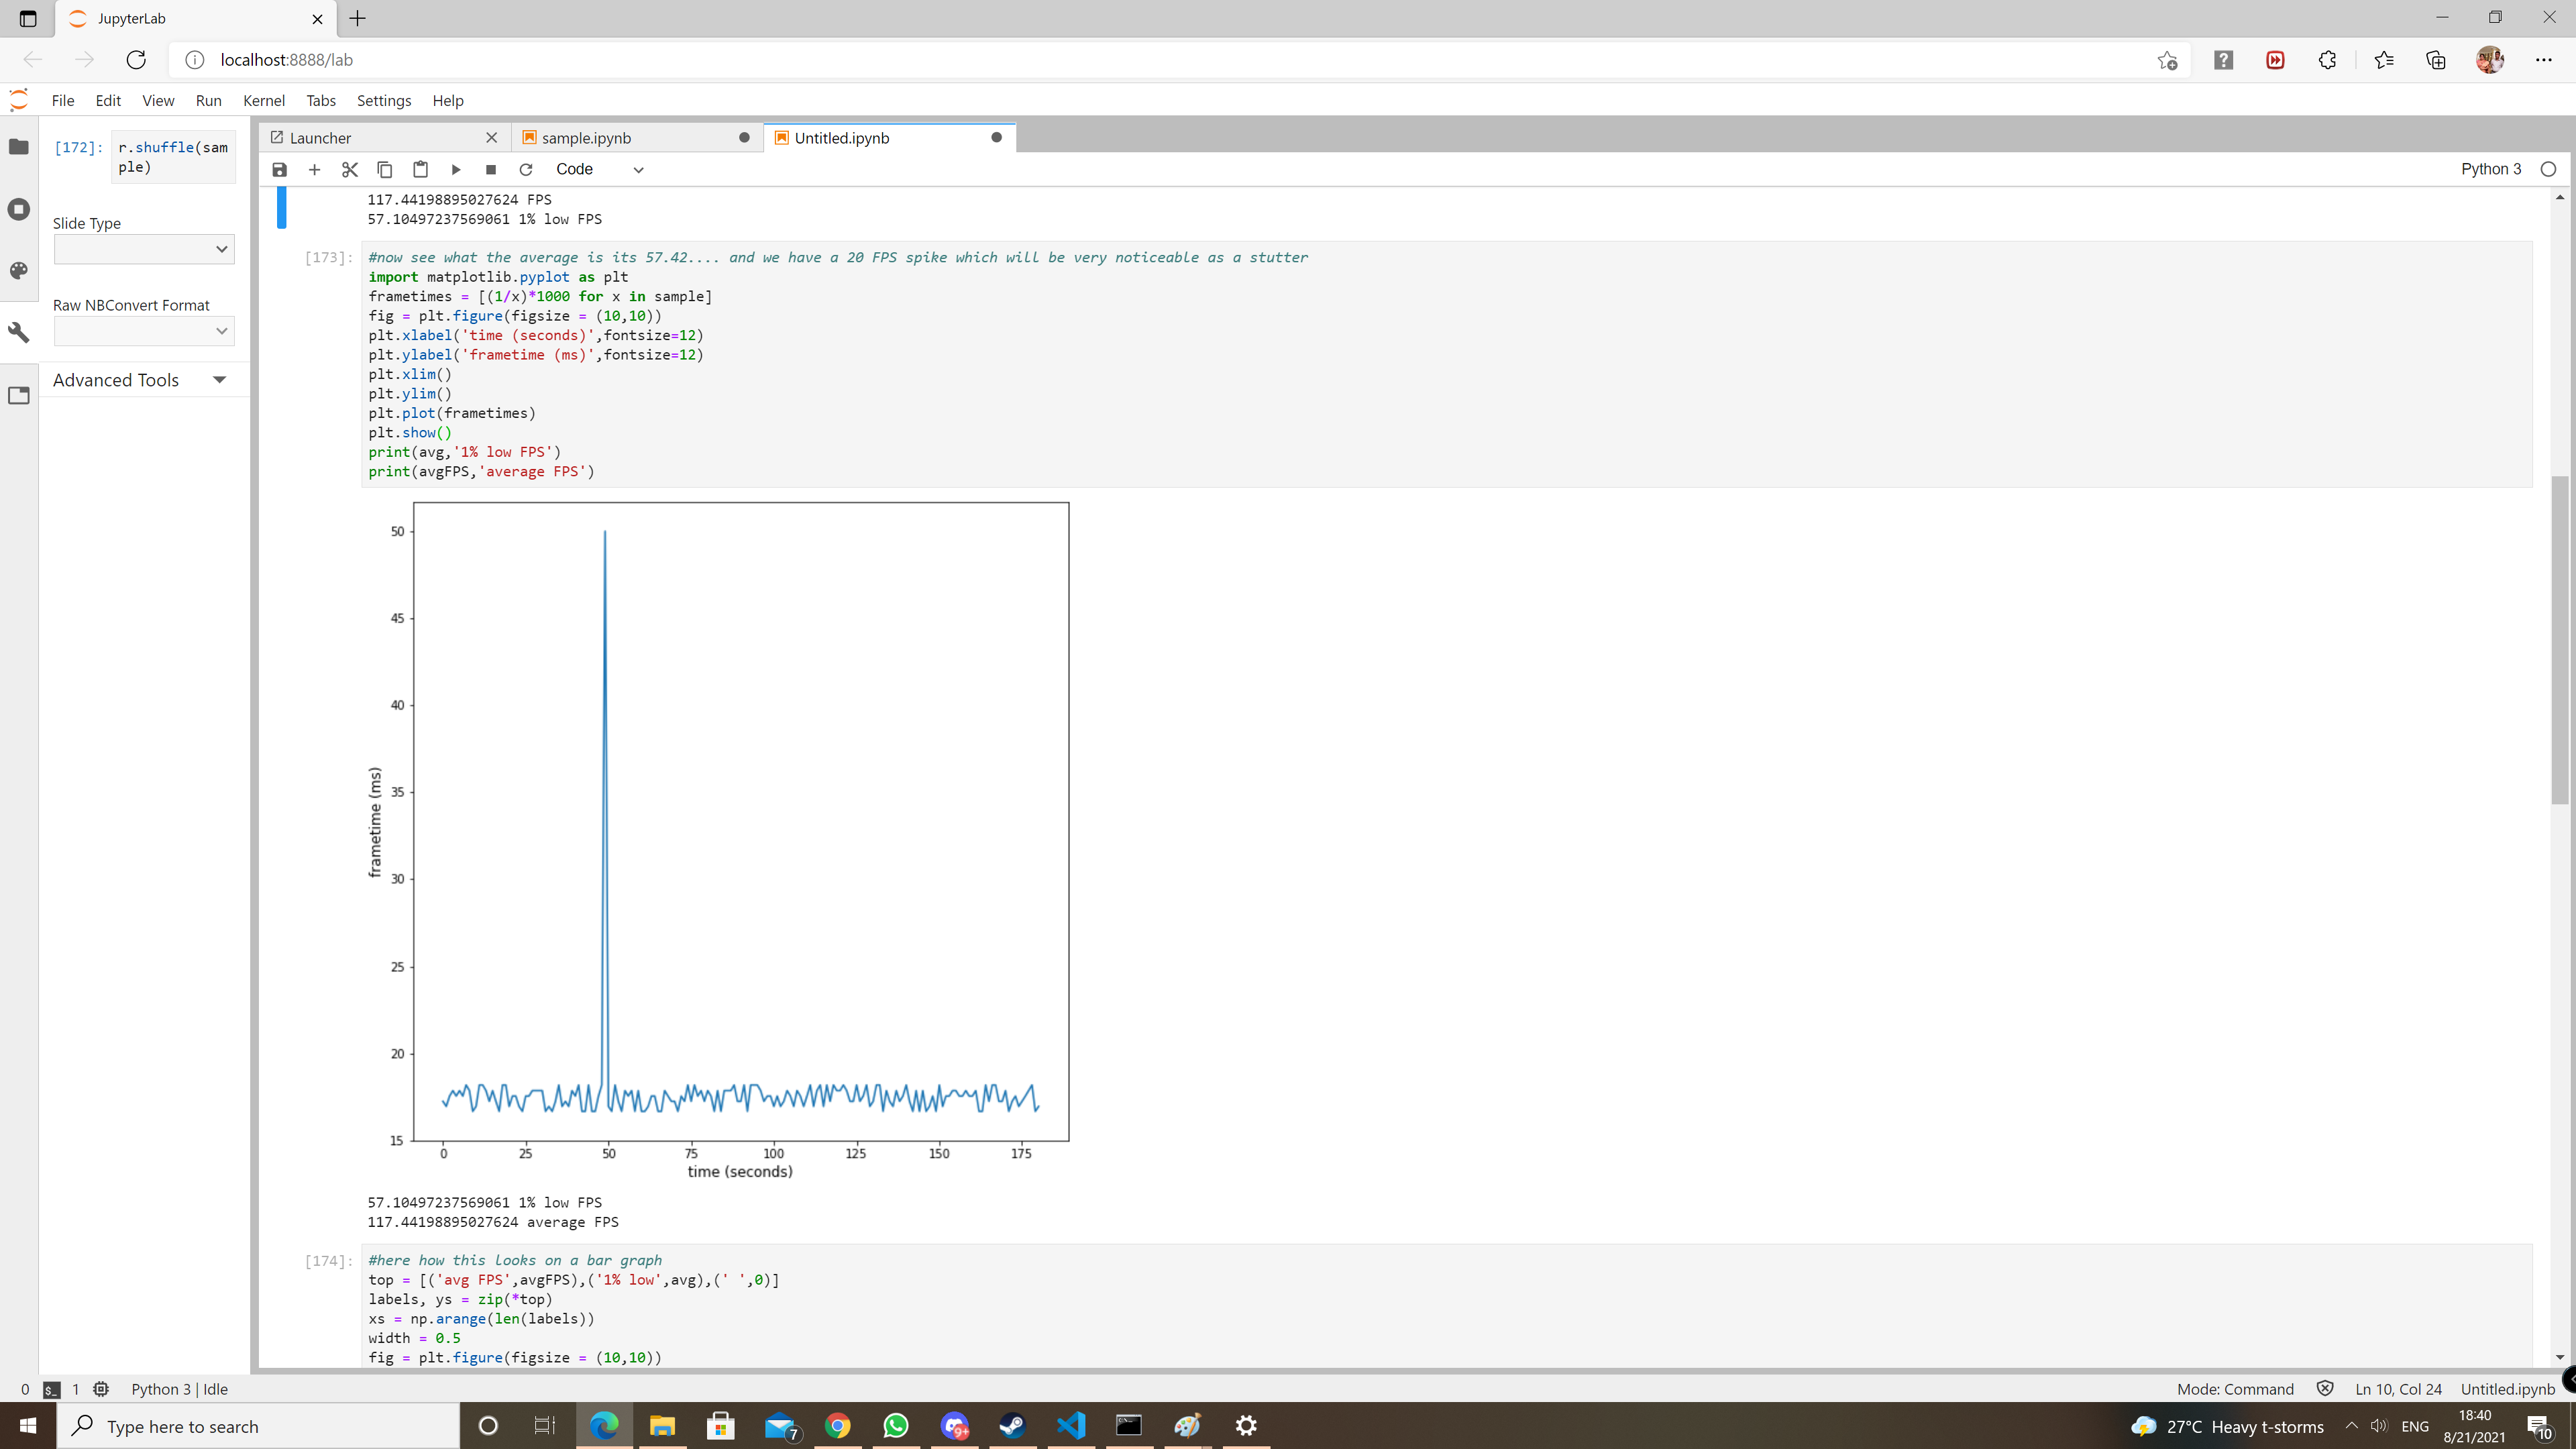 JupyterLab
localhost:8888/lab
File Edit View Run Kernel Tabs Settings Help
[172]: r.shuffle(sam
ple)
Slide Type
Raw NBConvert Format
Advanced Tools
Launcher sample.ipynb Untitled.ipynb
Code Python 3
117.44198895027624 FPS
57.10497237569061 1% low FPS
[173]: #now see what the average is its 57.42.... and we have a 20 FPS spike which will be very noticeable as a stutter
import matplotlib.pyplot as plt
frametimes = [(1/x)*1000 for x in sample]
fig = plt.figure(figsize = (10,10))
plt.xlabel('time (seconds)',fontsize=12)
plt.ylabel('frametime (ms)',fontsize=12)
plt.xlim()
plt.ylim()
plt.plot(frametimes)
plt.show()
print(avg,'1% low FPS')
print(avgFPS,'average FPS')
50
45
40
35
30
25
20
15
frametime (ms)
0 25 50 75 100 125 150 175
time (seconds)
57.10497237569061 1% low FPS
117.44198895027624 average FPS
[174]: #here how this looks on a bar graph
top = [('avg FPS',avgFPS),('1% low',avg),(' ',0)]
labels, ys = zip(*top)
xs = np.arange(len(labels))
width = 0.5
fig = plt.figure(figsize = (10,10))
0 $_ 1 Python 3 | Idle Mode: Command Ln 10, Col 24 Untitled.ipynb
Type here to search 7 9+ 27°C Heavy t-storms ENG 18:40
8/21/2021 10